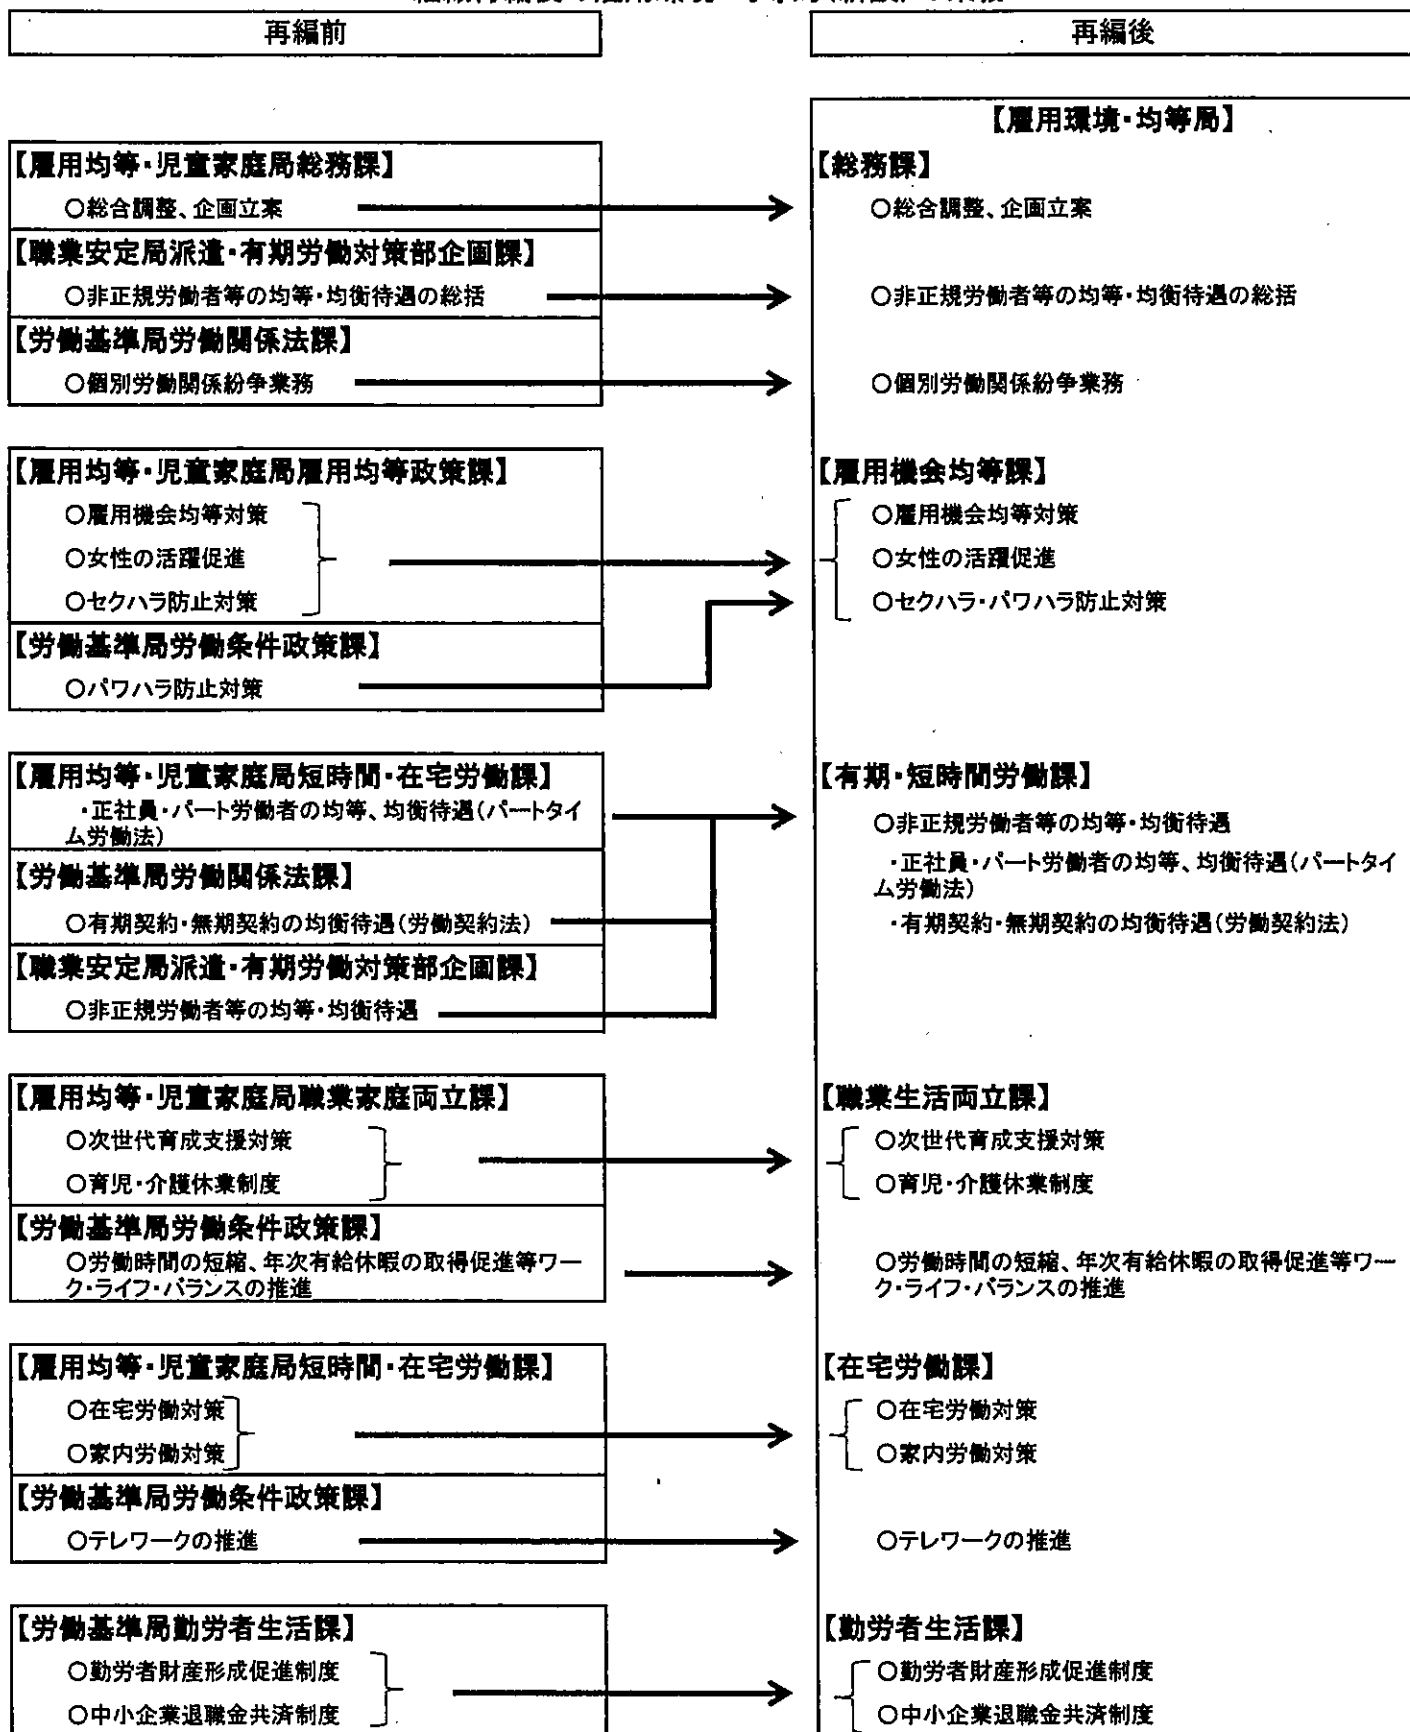 再編前
再編後
【雇用環境・均等局】
【雇用均等・児童家庭局総務課】
○総合調整、企画立案
【職業安定局派遣・有期労働対策部企画課】
○非正規労働者等の均等・均衡待遇の総括
【労働基準局労働関係法課】
○個別労働関係紛争業務
【総務課】
○総合調整、企画立案
○非正規労働者等の均等・均衡待遇の総括
○個別労働関係紛争業務
【雇用均等・児童家庭局雇用均等政策課】
○雇用機会均等対策
○女性の活躍促進
○セクハラ防止対策
【労働基準局労働条件政策課】
○パワハラ防止対策
【雇用機会均等課】
○雇用機会均等対策
○女性の活躍促進
○セクハラ・パワハラ防止対策
【雇用均等・児童家庭局短時間・在宅労働課】
・正社員・パート労働者の均等、均衡待遇(パートタイ
ム労働法)
【労働基準局労働関係法課】
○有期契約・無期契約の均衡待遇(労働契約法)
【職業安定局派遣・有期労働対策部企画課】
○非正規労働者等の均等・均衡待遇
【有期・短時間労働課】
○非正規労働者等の均等・均衡待遇
・正社員・パート労働者の均等、均衡待遇(パートタイ
ム労働法)
・有期契約・無期契約の均衡待遇(労働契約法)
【雇用均等・児童家庭局職業家庭両立課】
○次世代育成支援対策
○育児・介護休業制度
【労働基準局労働条件政策課】
○労働時間の短縮、年次有給休暇の取得促進等ワー
ク・ライフ・バランスの推進
【職業生活両立課】
○次世代育成支援対策
○育児・介護休業制度
○労働時間の短縮、年次有給休暇の取得促進等ワー
ク・ライフ・バランスの推進
【雇用均等・児童家庭局短時間・在宅労働課】
○在宅労働対策
○家内労働対策
【労働基準局労働条件政策課】
○テレワークの推進
【在宅労働課】
○在宅労働対策
○家内労働対策
○テレワークの推進
【労働基準局勤労者生活課】
○勤労者財産形成促進制度
○中小企業退職金共済制度
【勤労者生活課】
○勤労者財産形成促進制度
○中小企業退職金共済制度